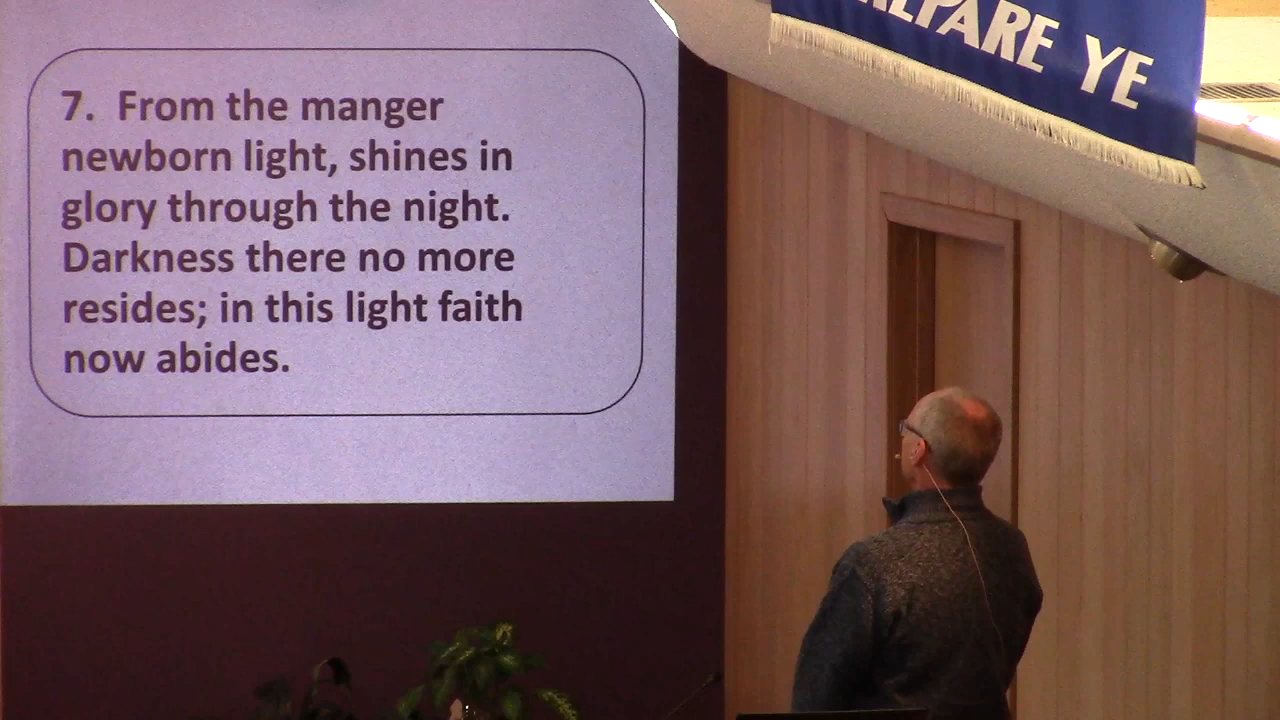 7. From the manger
newborn light, shines in
glory through the night.
Darkness there no more
resides; in this light faith
now abides.
YE